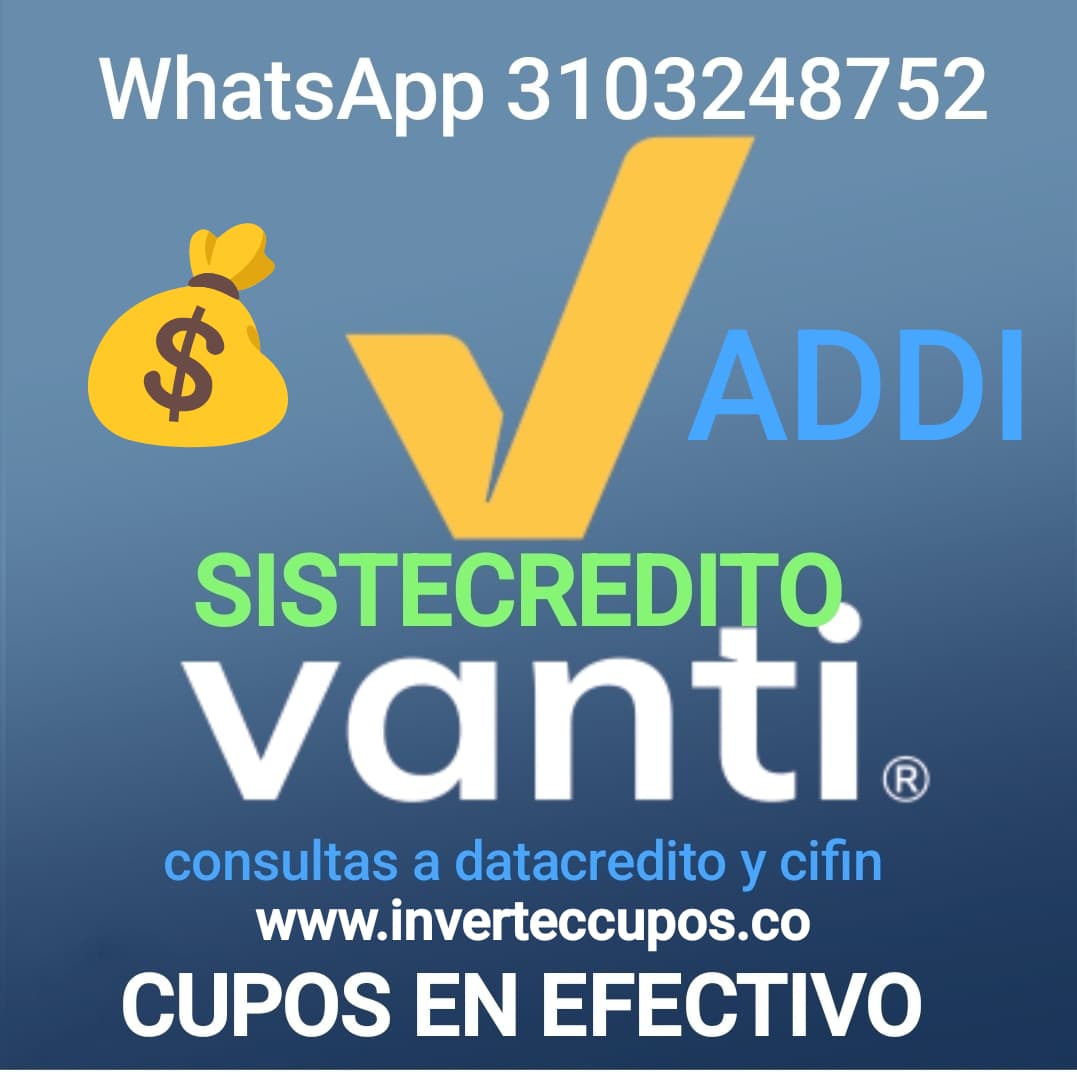 WhatsApp 3103248752
$
ADDI
SISTECREDITO
vanti®
consultas a datacredito y cifin
www.inverteccupos.co
CUPOS EN EFECTIVO